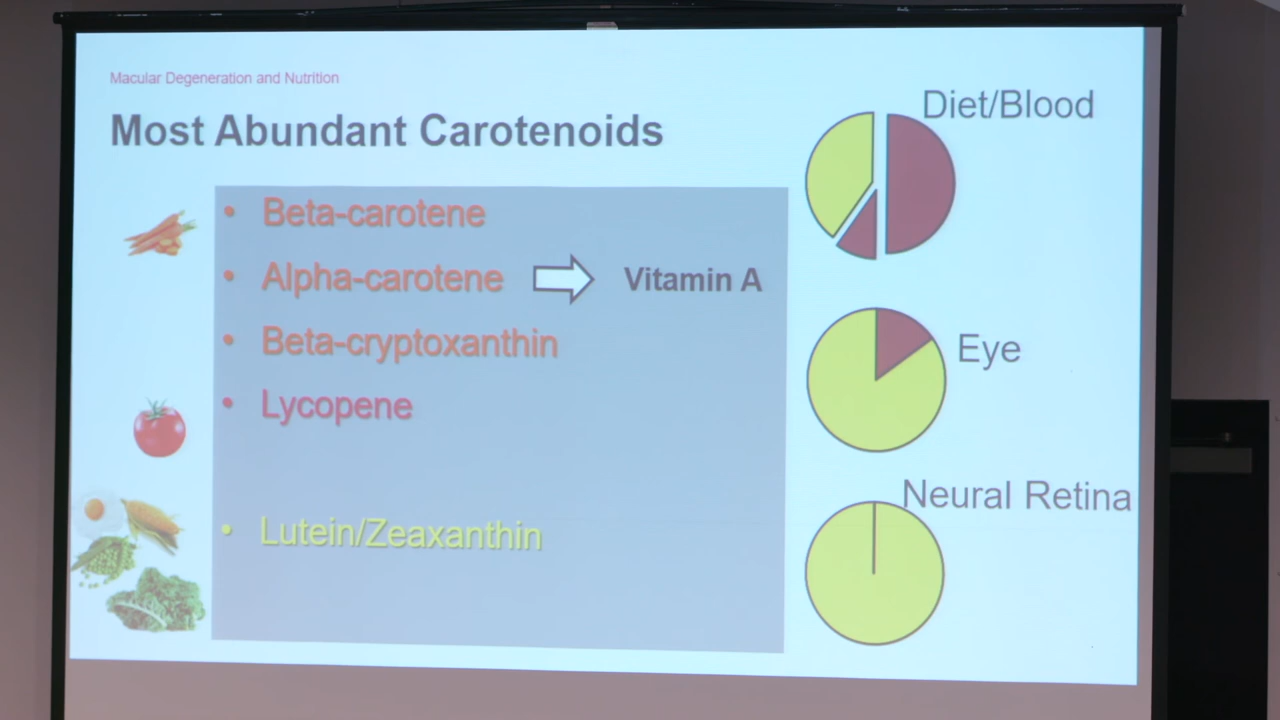 Macular Degeneration and Nutrition
Most Abundant Carotenoids
• Beta-carotene
• Alpha-carotene Vitamin A
• Beta-cryptoxanthin
• Lycopene
• Lutein/Zeaxanthin
Diet/Blood
Eye
Neural Retina